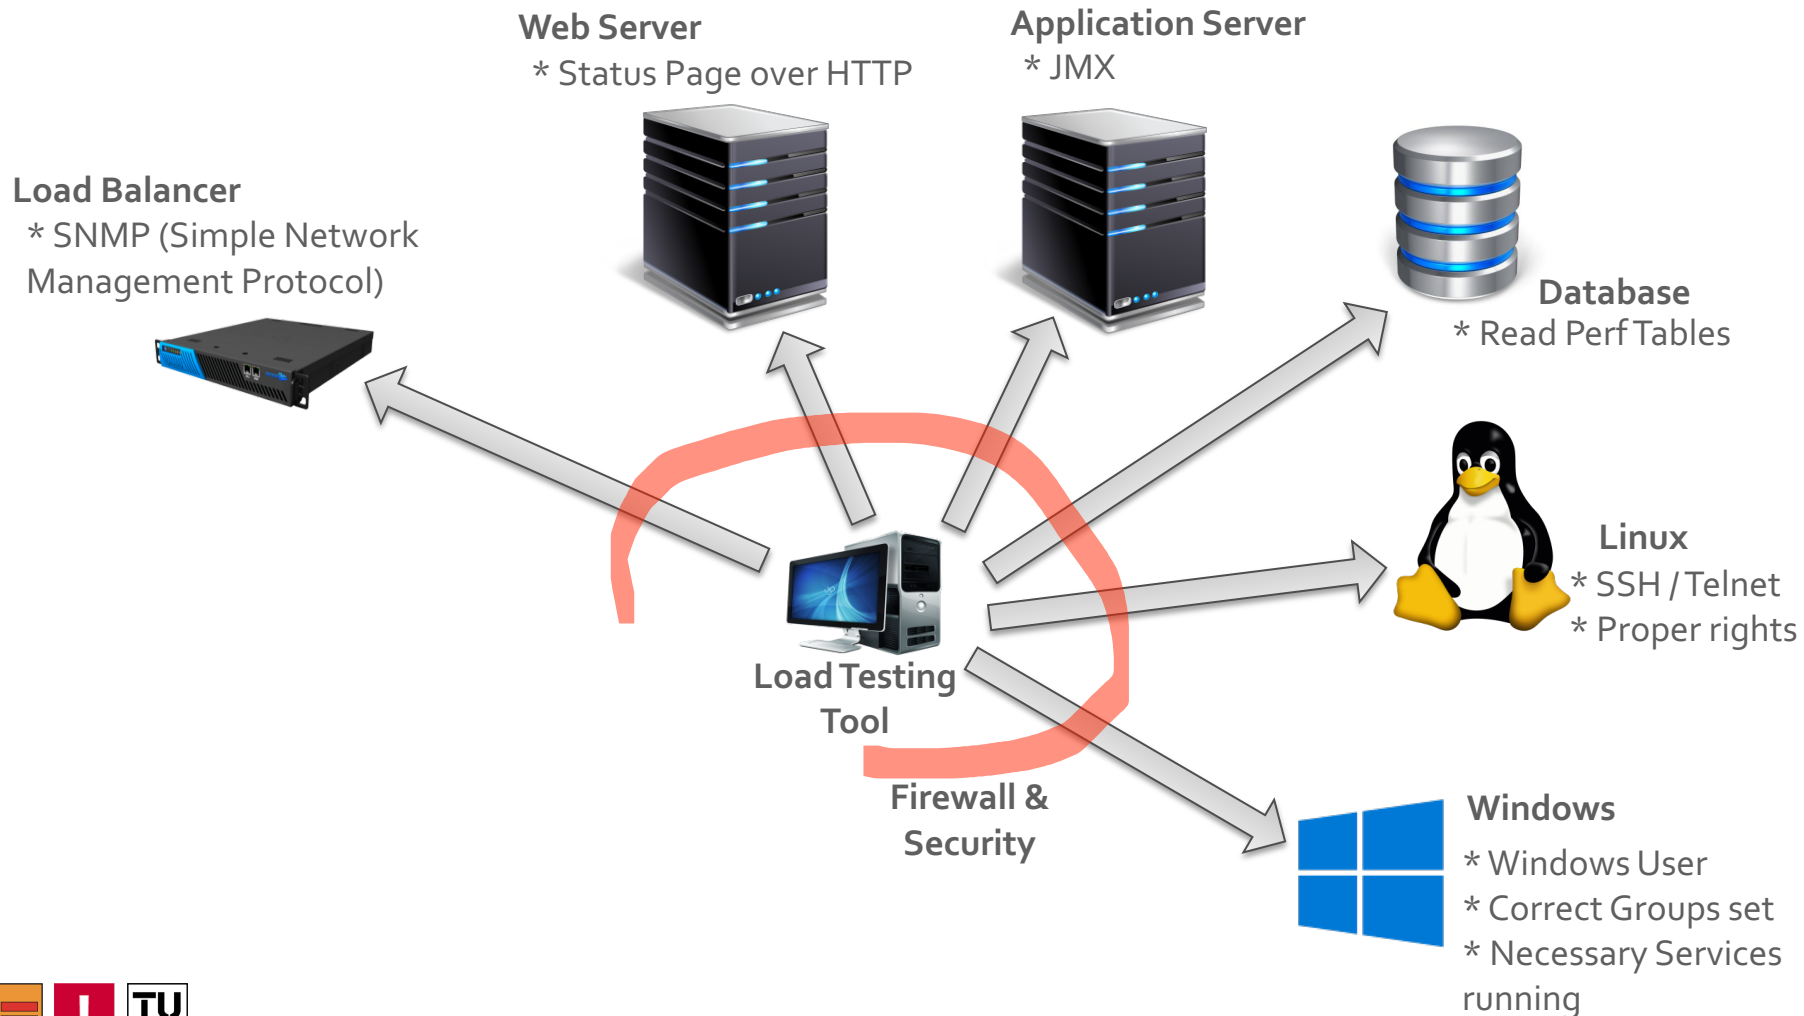 Web Server
* Status Page over HTTP
Application Server
* JMX
Load Balancer
* SNMP (Simple Network
Management Protocol)
Database
* Read Perf Tables
Linux
* SSH / Telnet
* Proper rights
Load Testing
Tool
Firewall &
Security
Windows
* Windows User
* Correct Groups set
* Necessary Services
running
TU